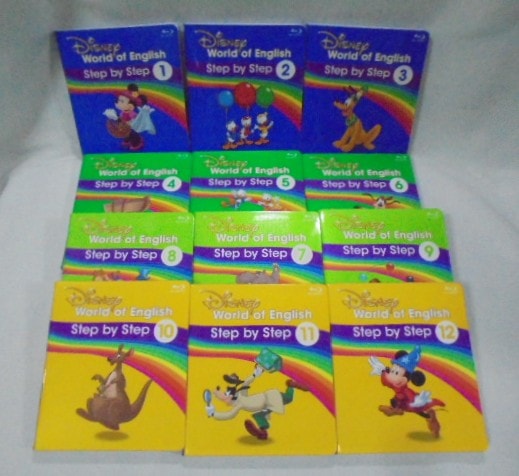 Disney
World of English
Step by Step 1
Disney
World of English
Step by Step 2
Disney
World of English
Step by Step 3
Disney
World of English
Step by Step 4
Disney
World of English
Step by Step 5
Disney
World of English
Step by Step 6
Disney
World of English
Step by Step 8
Disney
World of English
Step by Step 7
Disney
World of English
Step by Step 9
Disney
World of English
Step by Step 10
Disney
World of English
Step by Step 11
Disney
World of English
Step by Step 12